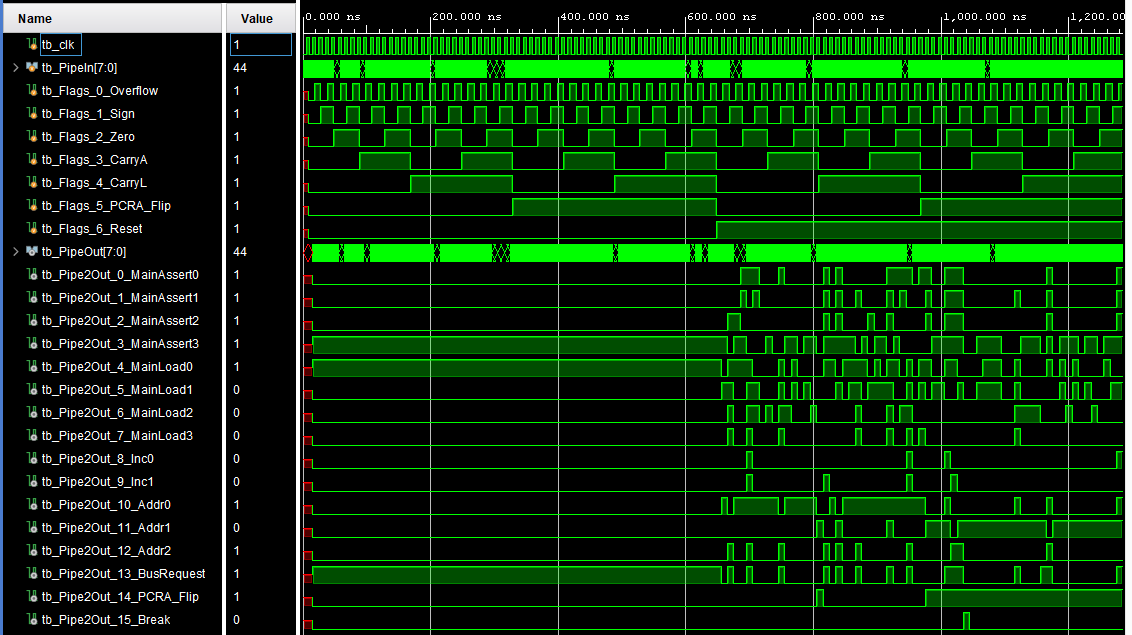 Name Value 0.000 ns 200.000 ns 400.000 ns 600.000 ns 800.000 ns 1,000.000 ns 1,200.0
tb_clk 1
tb_PipeIn[7:0] 44
tb_Flags_0_Overflow 1
tb_Flags_1_Sign 1
tb_Flags_2_Zero 1
tb_Flags_3_CarryA 1
tb_Flags_4_CarryL 1
tb_Flags_5_PCRA_Flip 1
tb_Flags_6_Reset 1
tb_PipeOut[7:0] 44
tb_Pipe2Out_0_MainAssert0 1
tb_Pipe2Out_1_MainAssert1 1
tb_Pipe2Out_2_MainAssert2 1
tb_Pipe2Out_3_MainAssert3 1
tb_Pipe2Out_4_MainLoad0 1
tb_Pipe2Out_5_MainLoad1 0
tb_Pipe2Out_6_MainLoad2 0
tb_Pipe2Out_7_MainLoad3 0
tb_Pipe2Out_8_Inc0 0
tb_Pipe2Out_9_Inc1 0
tb_Pipe2Out_10_Addr0 1
tb_Pipe2Out_11_Addr1 0
tb_Pipe2Out_12_Addr2 1
tb_Pipe2Out_13_BusRequest 1
tb_Pipe2Out_14_PCRA_Flip 1
tb_Pipe2Out_15_Break 0